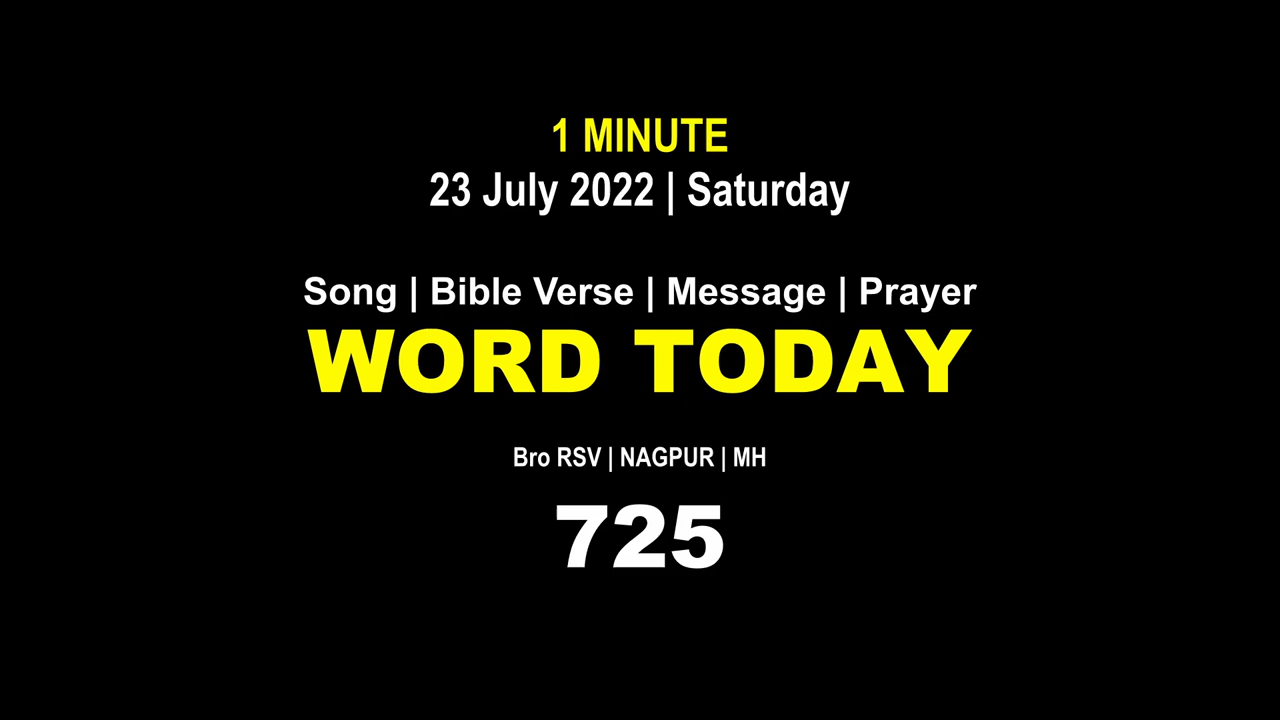 1 MINUTE
23 July 2022 | Saturday
Song | Bible Verse | Message | Prayer
WORD TODAY
Bro RSV | NAGPUR | MH
725